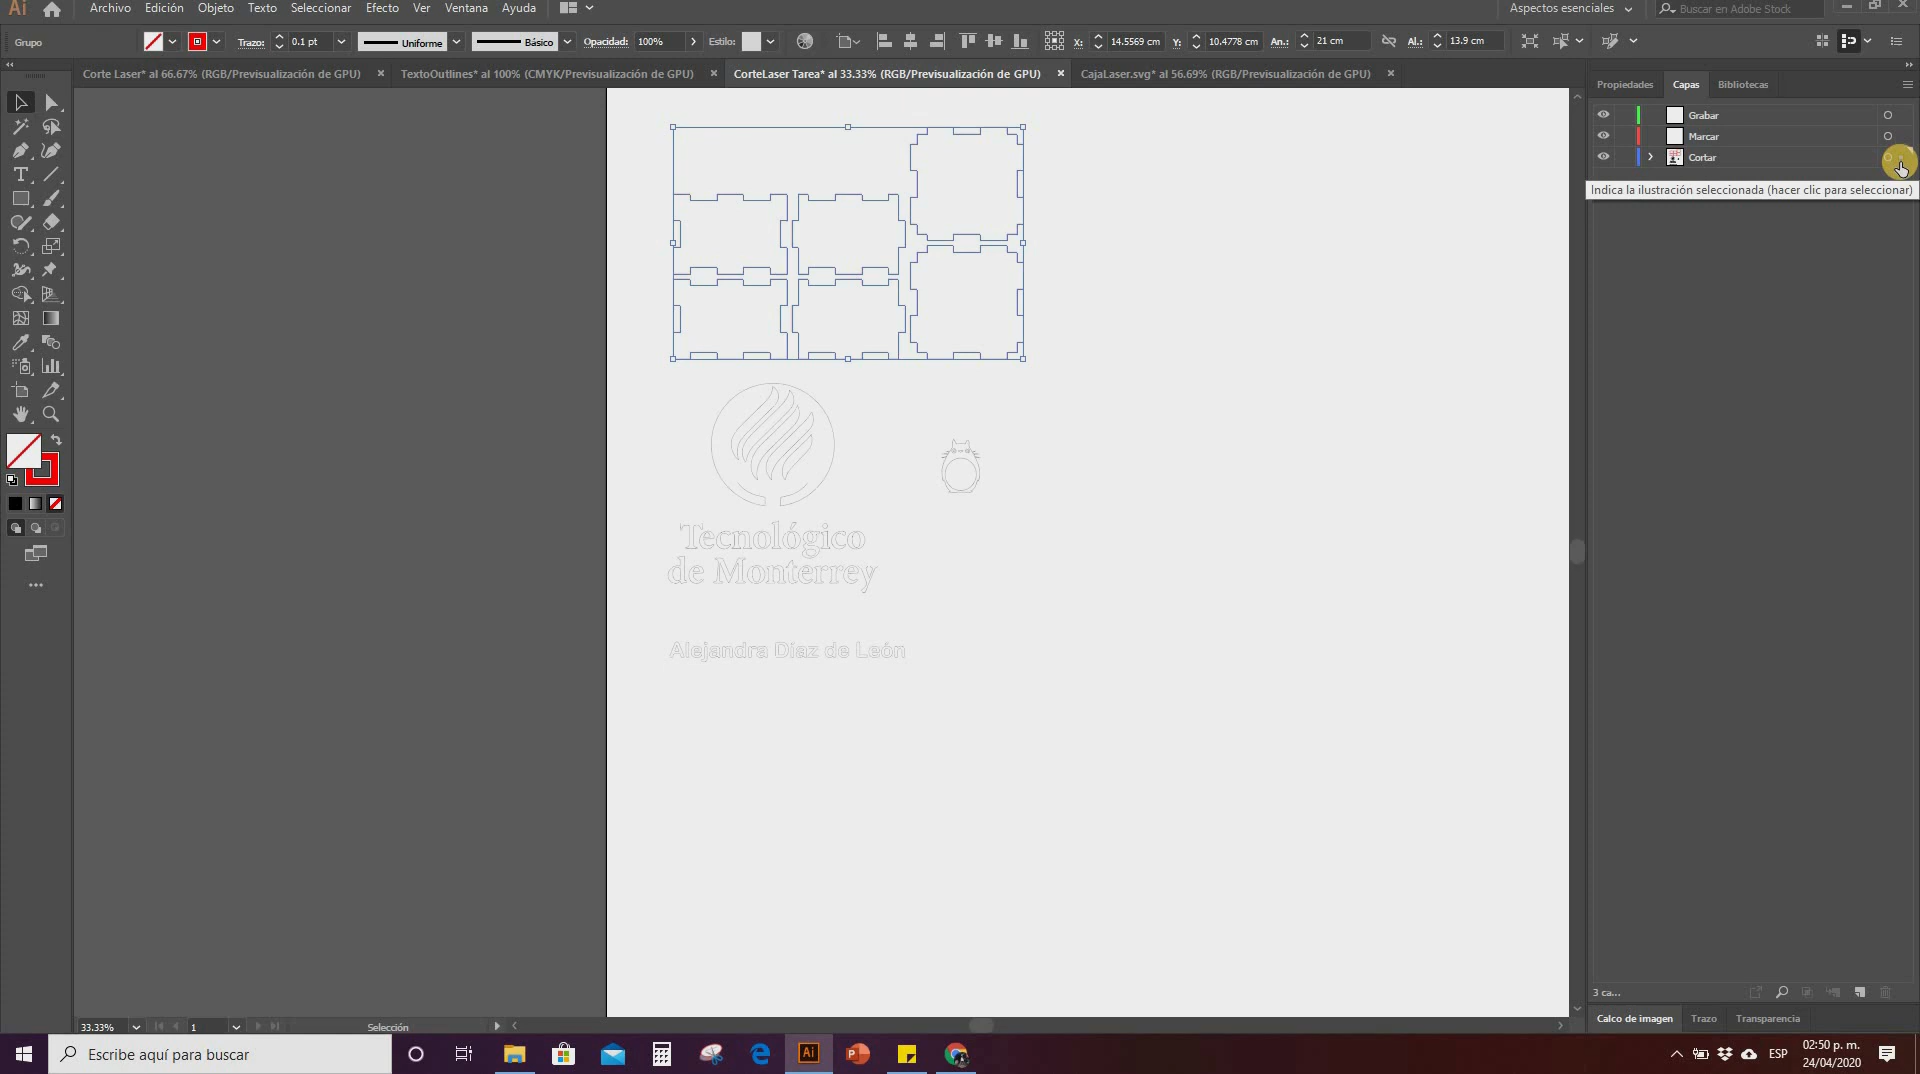 Ai Archivo Edición Objeto Texto Seleccionar Efecto Ver Ventana Ayuda Aspectos esenciales Buscar en Adobe Stock
Grupo Trazo: 0.1 pt Uniforme Básico Opacidad: 100% Estilo: X: 14.5569 cm Y: 10.4778 cm An.: 21 cm Al.: 13.9 cm
Corte Laser* al 66.67% (RGB/Previsualización de GPU) TextoOutlines* al 100% (CMYK/Previsualización de GPU) CorteLaser Tarea* al 33.33% (RGB/Previsualización de GPU) CajaLaser.svg* al 56.69% (RGB/Previsualización de GPU)
Propiedades Capas Bibliotecas
Grabar
Marcar
Cortar
Indica la ilustración seleccionada (hacer clic para seleccionar)
Tecnológico
de Monterrey
Alejandra Díaz de León
3 ca...
Calco de imagen Trazo Transparencia
33.33% 1 Selección
Escribe aquí para buscar
Ai
ESP
02:50 p. m.
24/04/2020